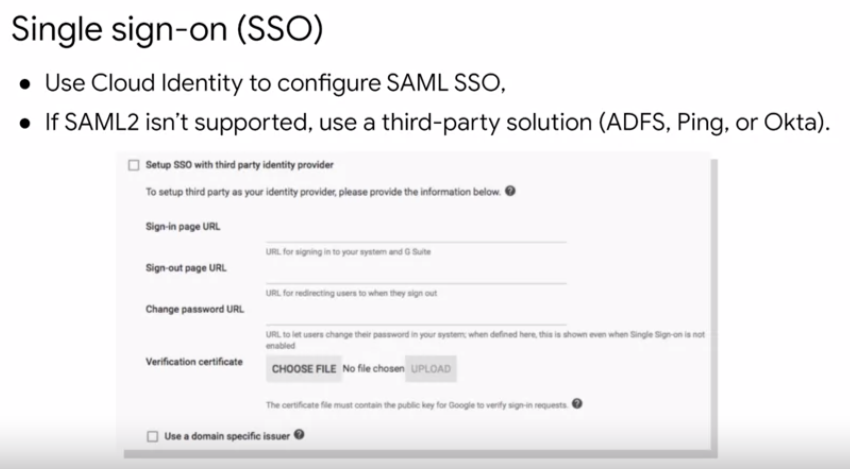 Single sign-on (SSO)
● Use Cloud Identity to configure SAML SSO,
● If SAML2 isn't supported, use a third-party solution (ADFS, Ping, or Okta).
Setup SSO with third party identity provider
To setup third party as your identity provider, please provide the information below. ?
Sign-in page URL
URL for signing in to your system and G Suite
Sign-out page URL
URL for redirecting users to when they sign out
Change password URL
URL to let users change their password in your system; when defined here, this is shown even when Single Sign-on is not
enabled
Verification certificate
CHOOSE FILE No file chosen UPLOAD
The certificate file must contain the public key for Google to verify sign-in requests. ?
Use a domain specific issuer ?